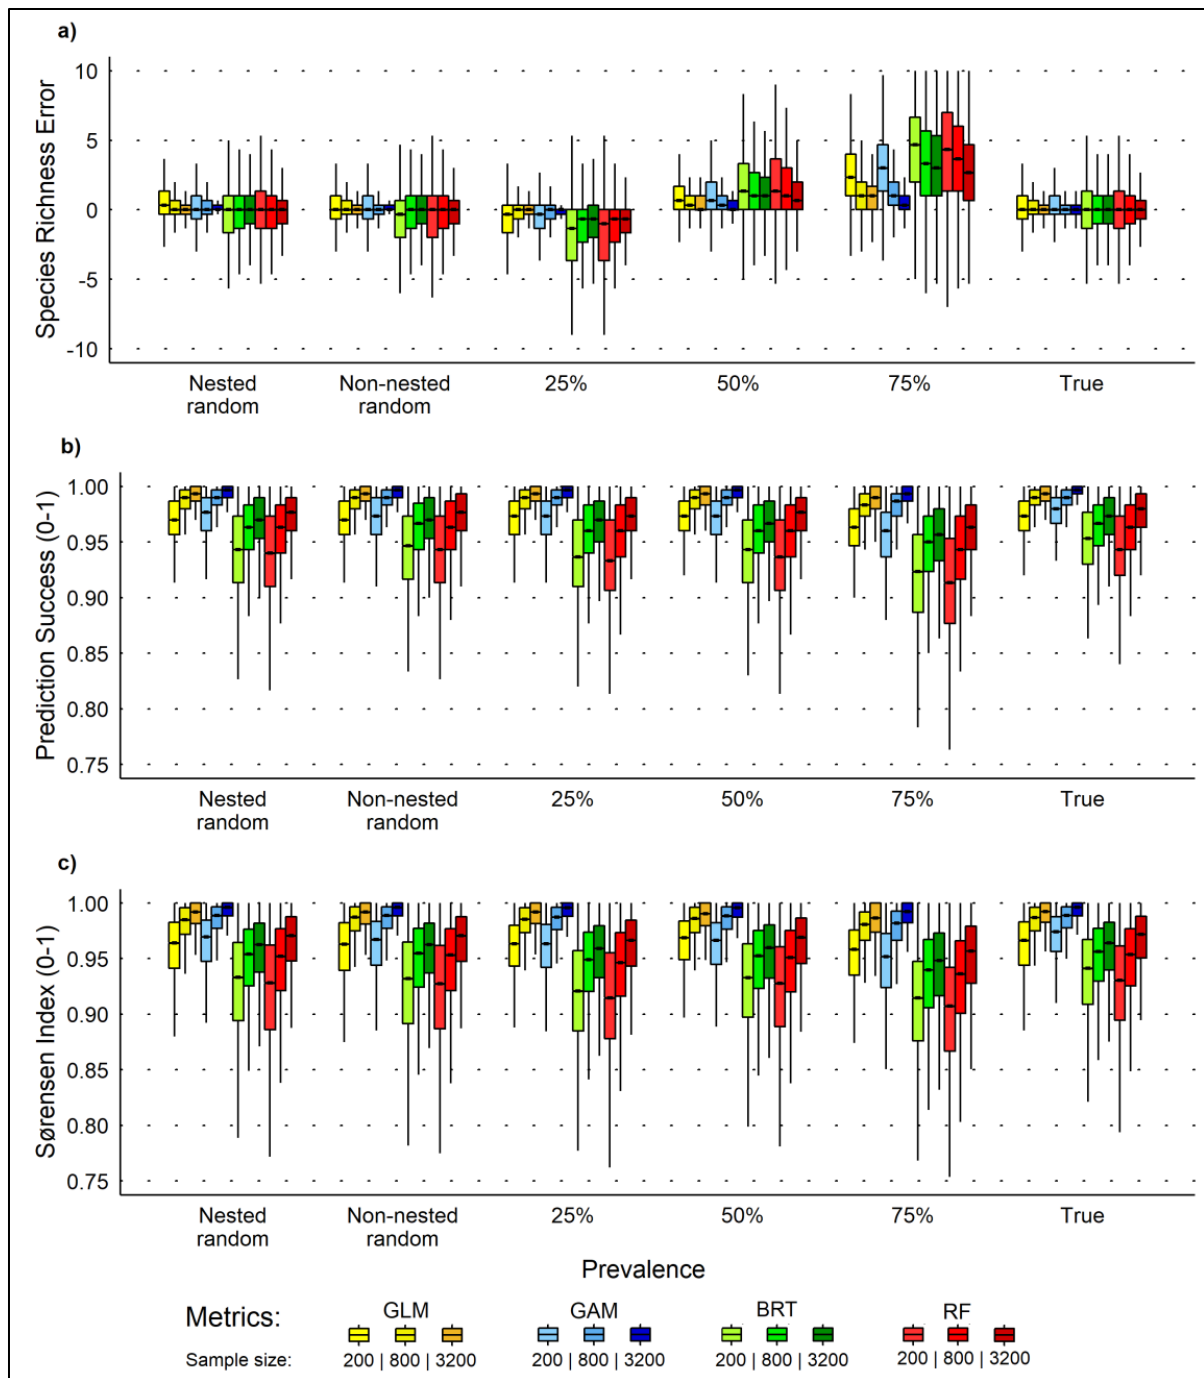 a)
Species Richness Error
10
5
0
-5
-10
Nested random
Non-nested random
25%
50%
75%
True
b)
Prediction Success (0-1)
1.00
0.95
0.90
0.85
0.80
0.75
Nested random
Non-nested random
25%
50%
75%
True
c)
Sørensen Index (0-1)
1.00
0.95
0.90
0.85
0.80
0.75
Nested random
Non-nested random
25%
50%
75%
True
Prevalence
Metrics:
GLM
GAM
BRT
RF
Sample size:
200 | 800 | 3200
200 | 800 | 3200
200 | 800 | 3200
200 | 800 | 3200